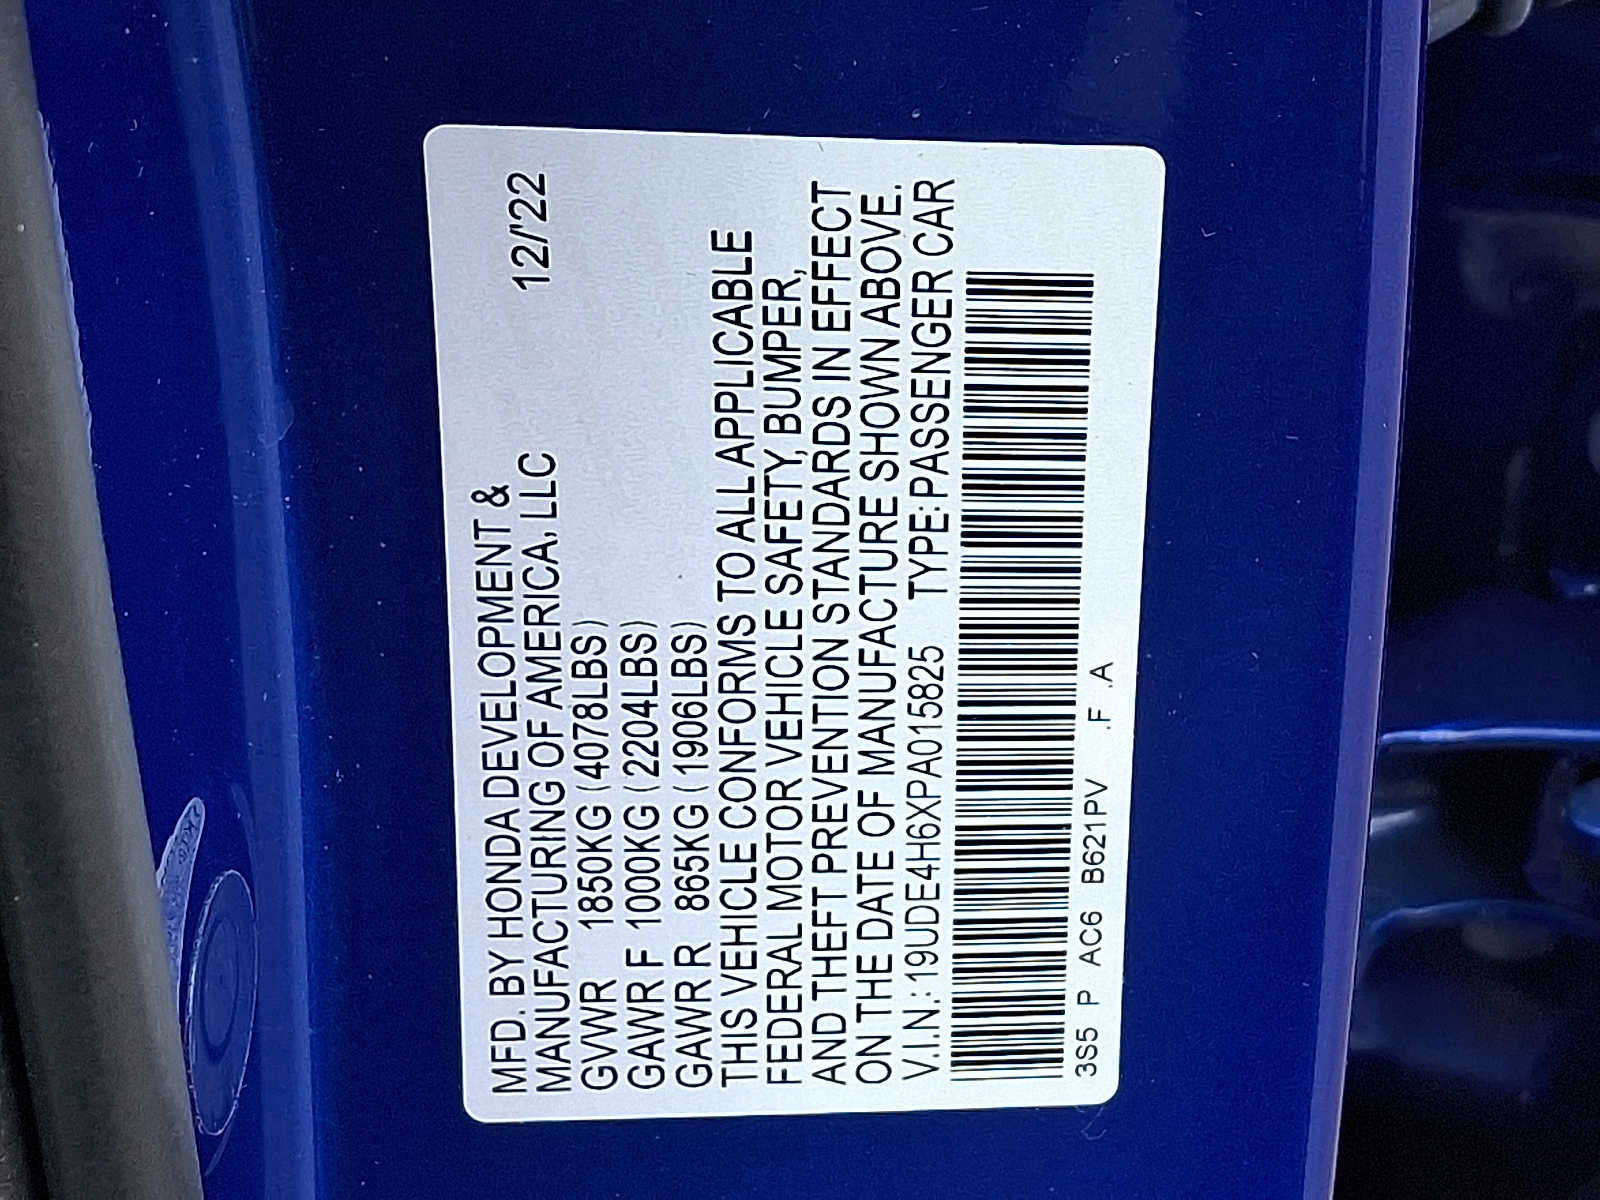 MFD. BY HONDA DEVELOPMENT &
MANUFACTURING OF AMERICA, LLC 12/'22
GVWR 1850KG (4078LBS)
GAWR F 1000KG (2204LBS)
GAWR R 865KG (1906LBS)
THIS VEHICLE CONFORMS TO ALL APPLICABLE
FEDERAL MOTOR VEHICLE SAFETY, BUMPER,
AND THEFT PREVENTION STANDARDS IN EFFECT
ON THE DATE OF MANUFACTURE SHOWN ABOVE.
V.I.N.: 19UDE4H6XPA015825 TYPE: PASSENGER CAR
3S5 P AC6 B621PV .F .A